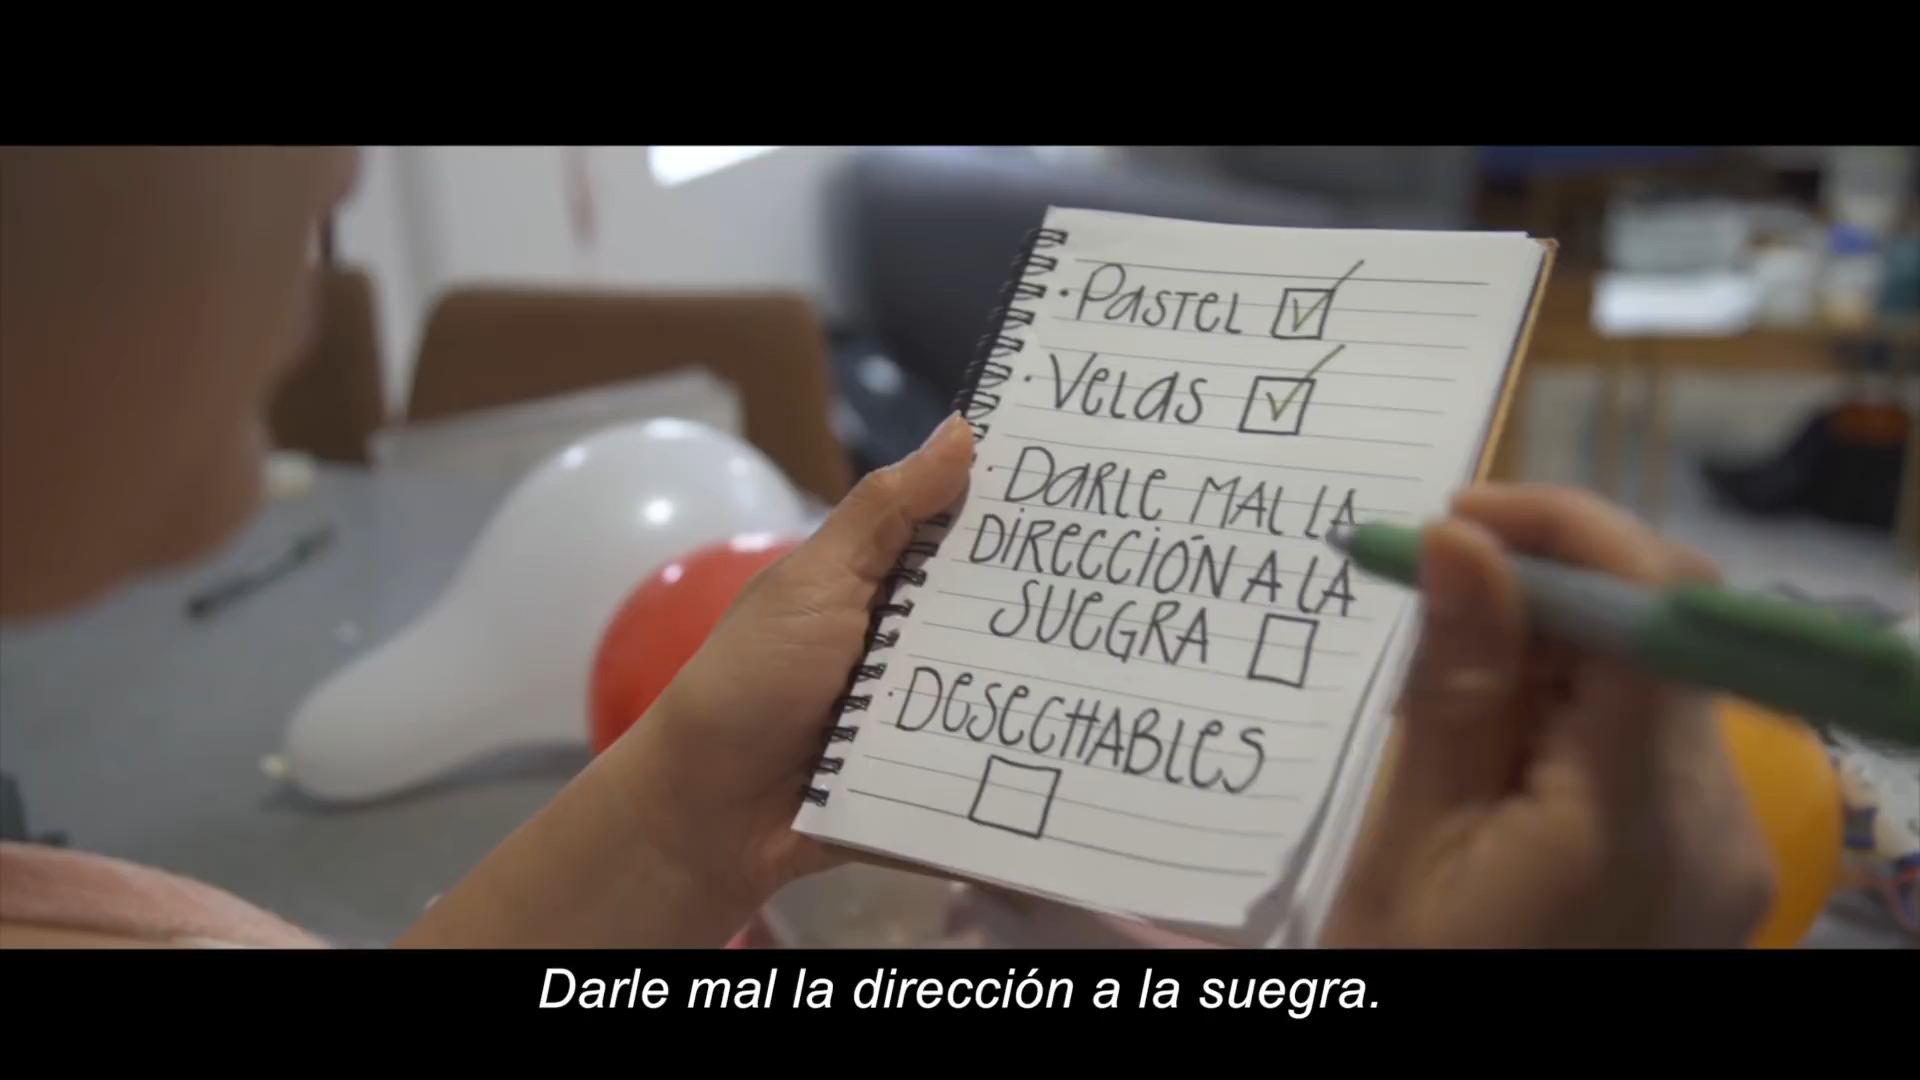 · Pastel
· Velas
· Darle mal la
dirección a la
suegra
· Desechables
Darle mal la dirección a la suegra.